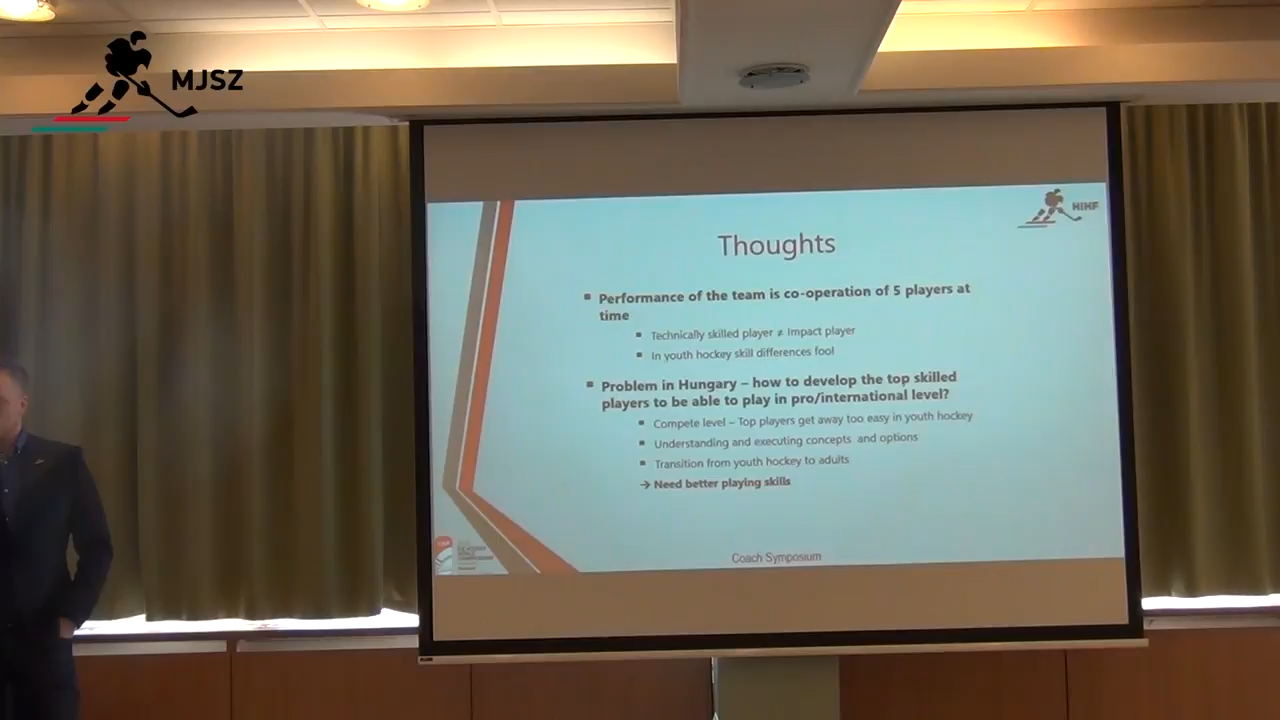 MJSZ
HIHF
Thoughts
Performance of the team is co-operation of 5 players at
time
Technically skilled player ≠ Impact player
In youth hockey skill differences fool
Problem in Hungary – how to develop the top skilled
players to be able to play in pro/international level?
Compete level – Top players get away too easy in youth hockey
Understanding and executing concepts and options
Transition from youth hockey to adults
→ Need better playing skills
Coach Symposium